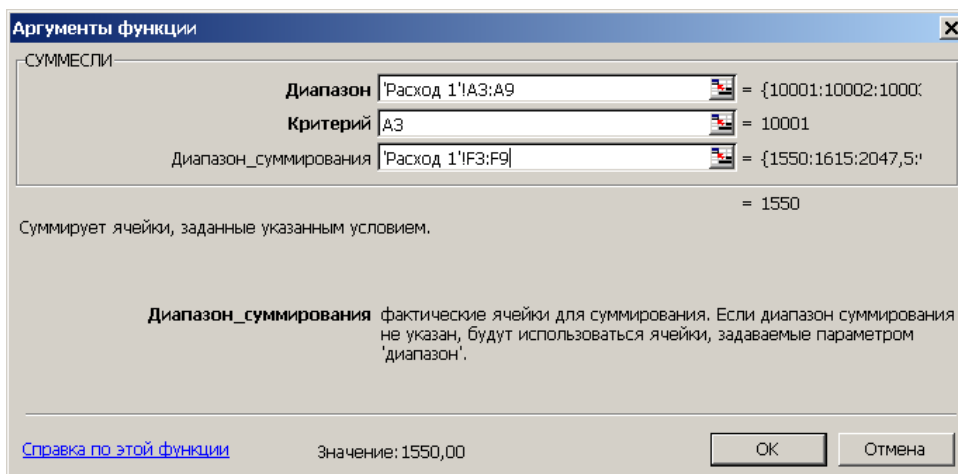 Аргументы функции
СУММЕСЛИ
Диапазон 'Расход 1'!A3:A9 = {10001:10002:1000
Критерий A3 = 10001
Диапазон_суммирования 'Расход 1'!F3:F9 = {1550:1615:2047,5:
= 1550
Суммирует ячейки, заданные указанным условием.
Диапазон_суммирования фактические ячейки для суммирования. Если диапазон суммирования
не указан, будут использоваться ячейки, задаваемые параметром
'диапазон'.
Справка по этой функции Значение:1550,00 ОК Отмена